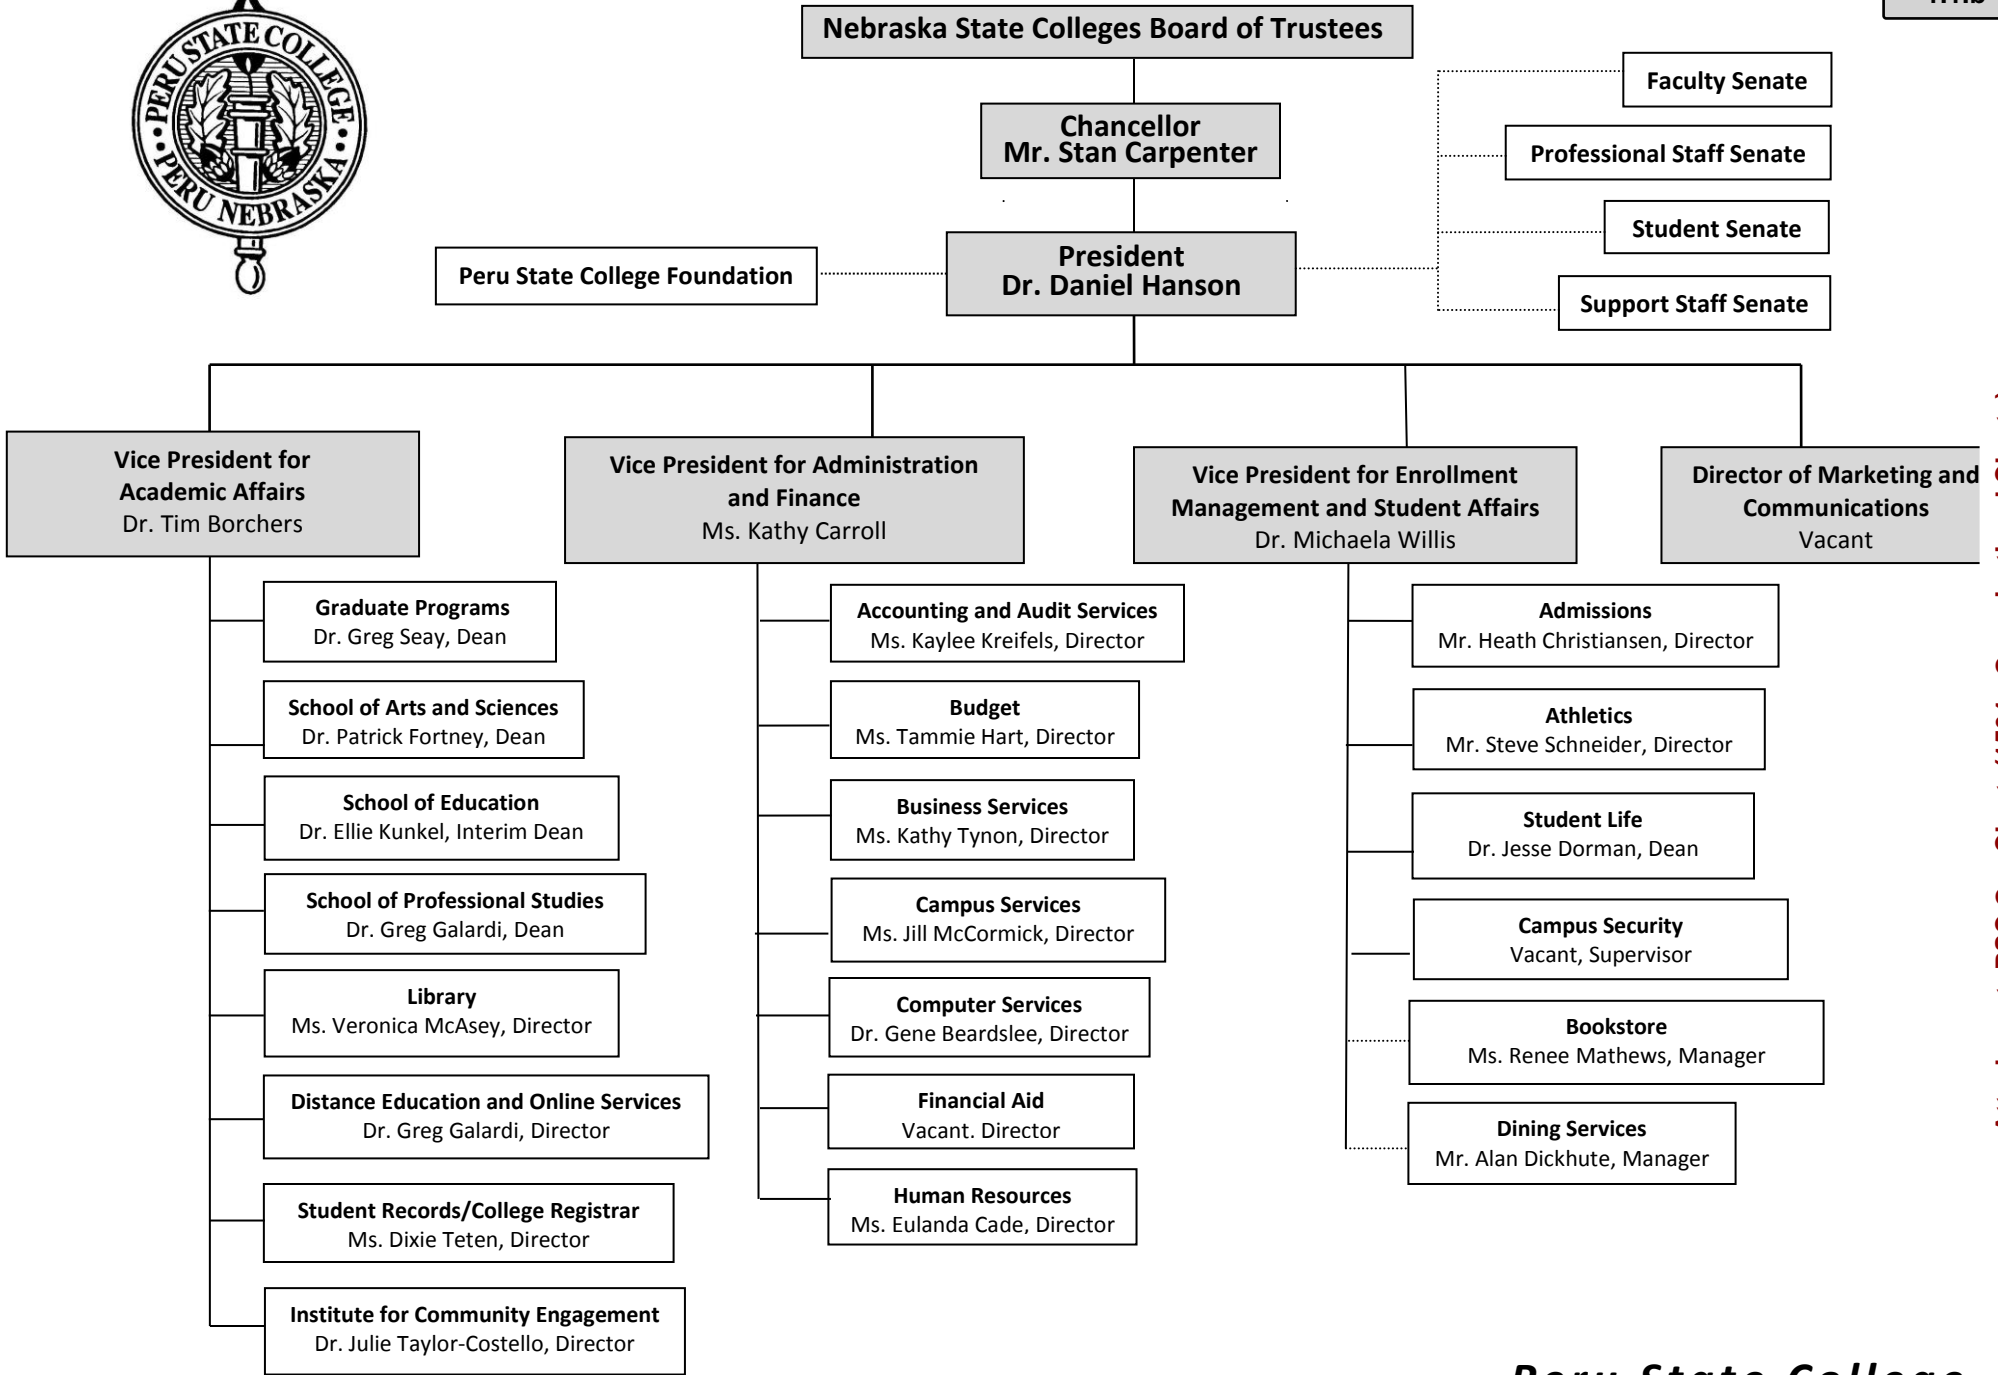 PERU STATE COLLEGE
PERU NEBRASKA
Nebraska State Colleges Board of Trustees
Chancellor
Mr. Stan Carpenter
President
Dr. Daniel Hanson
Peru State College Foundation
Faculty Senate
Professional Staff Senate
Student Senate
Support Staff Senate
Vice President for
Academic Affairs
Dr. Tim Borchers
Graduate Programs
Dr. Greg Seay, Dean
School of Arts and Sciences
Dr. Patrick Fortney, Dean
School of Education
Dr. Ellie Kunkel, Interim Dean
School of Professional Studies
Dr. Greg Galardi, Dean
Library
Ms. Veronica McAsey, Director
Distance Education and Online Services
Dr. Greg Galardi, Director
Student Records/College Registrar
Ms. Dixie Teten, Director
Institute for Community Engagement
Dr. Julie Taylor-Costello, Director
Vice President for Administration
and Finance
Ms. Kathy Carroll
Accounting and Audit Services
Ms. Kaylee Kreifels, Director
Budget
Ms. Tammie Hart, Director
Business Services
Ms. Kathy Tynon, Director
Campus Services
Ms. Jill McCormick, Director
Computer Services
Dr. Gene Beardslee, Director
Financial Aid
Vacant. Director
Human Resources
Ms. Eulanda Cade, Director
Vice President for Enrollment
Management and Student Affairs
Dr. Michaela Willis
Admissions
Mr. Heath Christiansen, Director
Athletics
Mr. Steve Schneider, Director
Student Life
Dr. Jesse Dorman, Dean
Campus Security
Vacant, Supervisor
Bookstore
Ms. Renee Mathews, Manager
Dining Services
Mr. Alan Dickhute, Manager
Director of Marketing and
Communications
Vacant
Peru State College